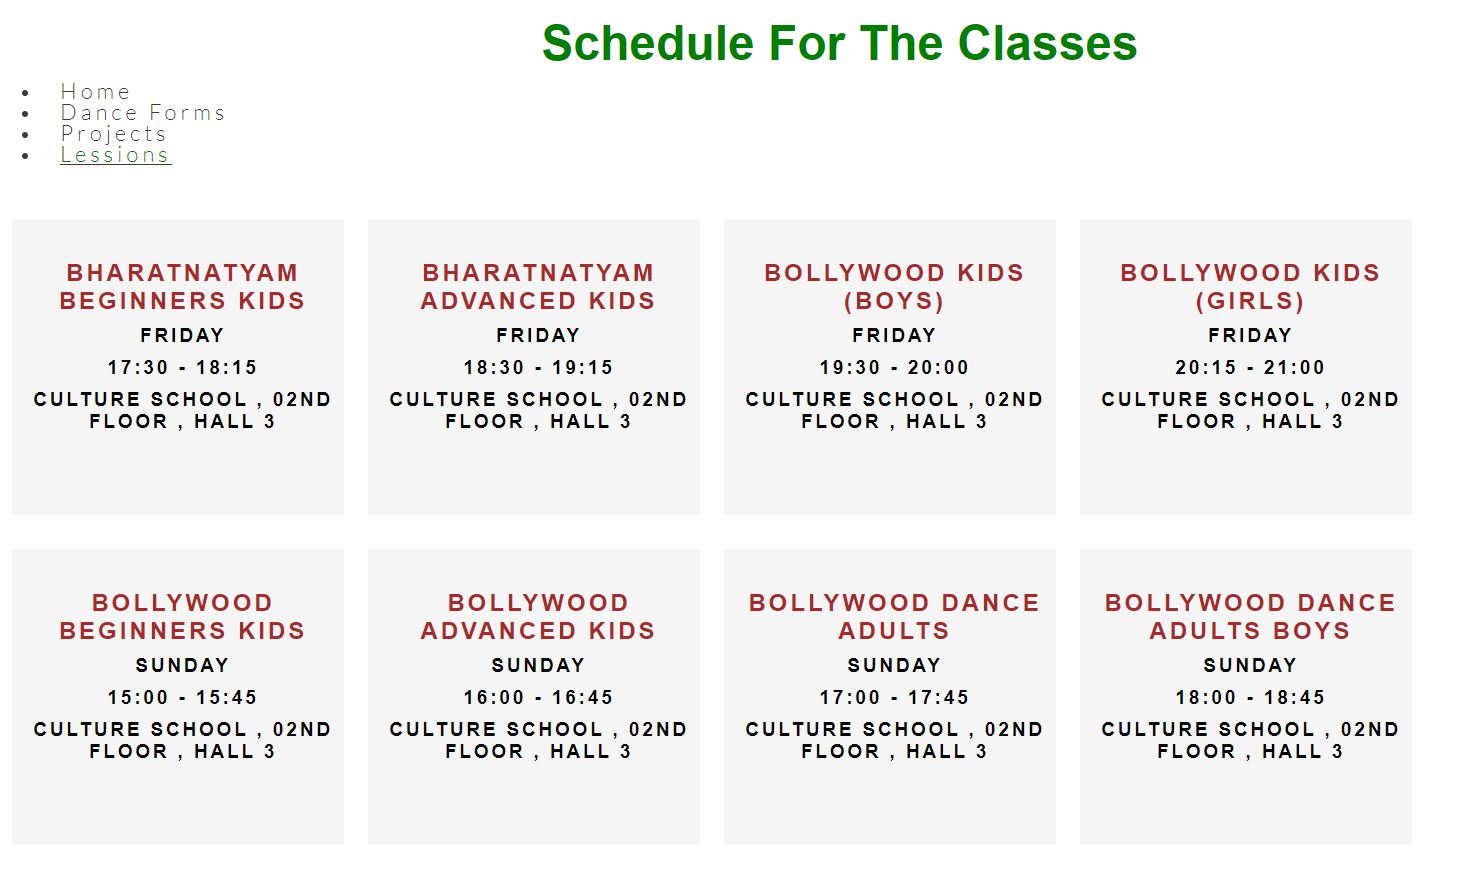 Schedule For The Classes
Home
Dance Forms
Projects
Lessions
BHARATNATYAM
BEGINNERS KIDS
FRIDAY
17:30 - 18:15
CULTURE SCHOOL , 02ND
FLOOR , HALL 3
BHARATNATYAM
ADVANCED KIDS
FRIDAY
18:30 - 19:15
CULTURE SCHOOL , 02ND
FLOOR , HALL 3
BOLLYWOOD KIDS
(BOYS)
FRIDAY
19:30 - 20:00
CULTURE SCHOOL , 02ND
FLOOR , HALL 3
BOLLYWOOD KIDS
(GIRLS)
FRIDAY
20:15 - 21:00
CULTURE SCHOOL , 02ND
FLOOR , HALL 3
BOLLYWOOD
BEGINNERS KIDS
SUNDAY
15:00 - 15:45
CULTURE SCHOOL , 02ND
FLOOR , HALL 3
BOLLYWOOD
ADVANCED KIDS
SUNDAY
16:00 - 16:45
CULTURE SCHOOL , 02ND
FLOOR , HALL 3
BOLLYWOOD DANCE
ADULTS
SUNDAY
17:00 - 17:45
CULTURE SCHOOL , 02ND
FLOOR , HALL 3
BOLLYWOOD DANCE
ADULTS BOYS
SUNDAY
18:00 - 18:45
CULTURE SCHOOL , 02ND
FLOOR , HALL 3